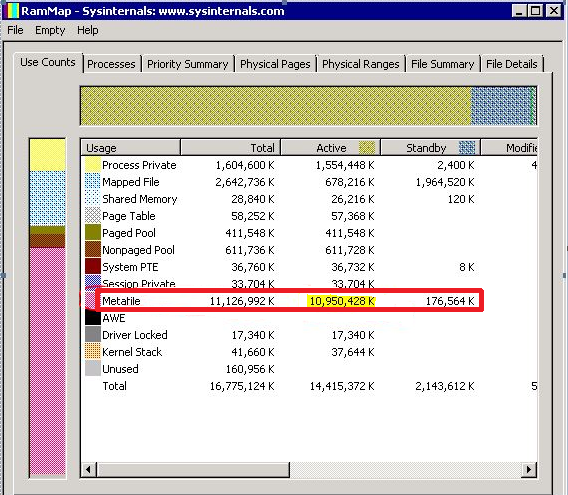 RamMap - Sysinternals: www.sysinternals.com
File Empty Help
Use Counts Processes Priority Summary Physical Pages Physical Ranges File Summary File Details
Usage Total Active Standby Modifie
Process Private 1,604,600 K 1,554,448 K 2,400 K 4
Mapped File 2,642,736 K 678,216 K 1,964,520 K
Shared Memory 28,840 K 26,216 K 120 K
Page Table 58,252 K 57,368 K
Paged Pool 411,548 K 411,548 K
Nonpaged Pool 611,736 K 611,728 K
System PTE 36,760 K 36,732 K 8 K
Session Private 33,704 K 33,704 K
Metafile 11,126,992 K 10,950,428 K 176,564 K
AWE
Driver Locked 17,340 K 17,340 K
Kernel Stack 41,660 K 37,644 K
Unused 160,956 K
Total 16,775,124 K 14,415,372 K 2,143,612 K 5